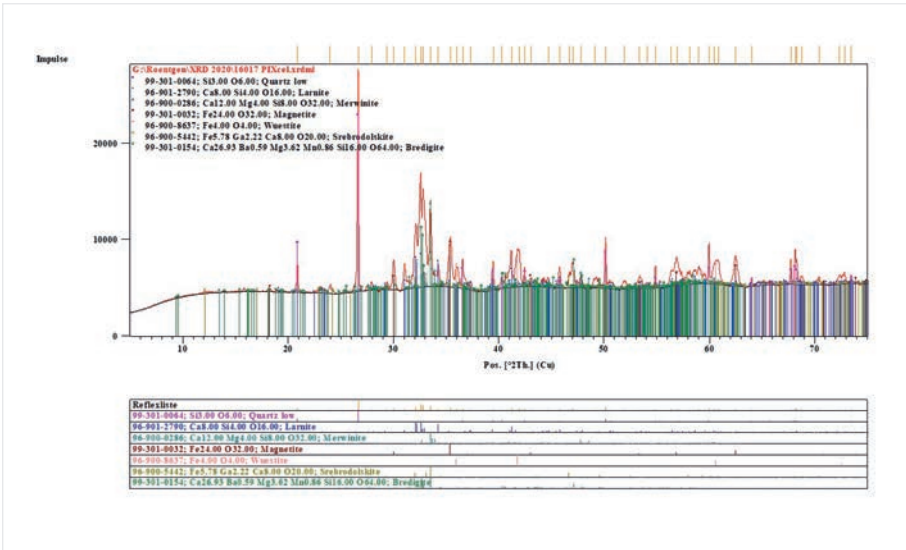 Impulse
G:\Roentgen\XRD 2020\16017 PIXcel.xrdml
99-301-0064; Si3.00 O6.00; Quartz low
96-901-2790; Ca8.00 Si4.00 O16.00; Larnite
96-900-0286; Ca12.00 Mg4.00 Si8.00 O32.00; Merwinite
99-301-0032; Fe24.00 O32.00; Magnetite
96-900-8637; Fe4.00 O4.00; Wuestite
96-900-5442; Fe5.78 Ga2.22 Ca8.00 O20.00; Srebrodolskite
99-301-0154; Ca26.93 Ba0.59 Mg3.62 Mn0.86 Si16.00 O64.00; Bredigite
20000
10000
0
10 20 30 40 50 60 70
Pos. [°2Th.] (Cu)
Reflexliste
99-301-0064; Si3.00 O6.00; Quartz low
96-901-2790; Ca8.00 Si4.00 O16.00; Larnite
96-900-0286; Ca12.00 Mg4.00 Si8.00 O32.00; Merwinite
99-301-0032; Fe24.00 O32.00; Magnetite
96-900-8637; Fe4.00 O4.00; Wuestite
96-900-5442; Fe5.78 Ga2.22 Ca8.00 O20.00; Srebrodolskite
99-301-0154; Ca26.93 Ba0.59 Mg3.62 Mn0.86 Si16.00 O64.00; Bredigite